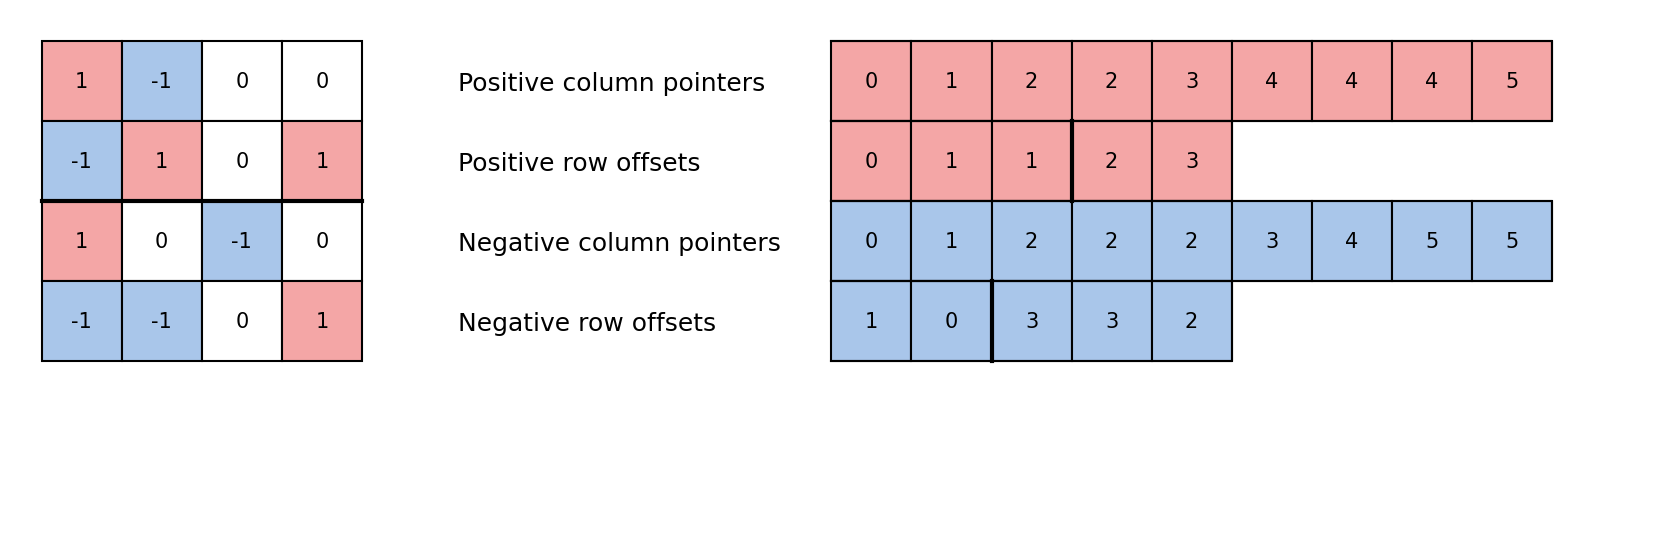 1 -1 0 0 Positive column pointers 0 1 2 2 3 4 4 4 5
-1 1 0 1 Positive row offsets 0 1 1 2 3
1 0 -1 0 Negative column pointers 0 1 2 2 2 3 4 5 5
-1 -1 0 1 Negative row offsets 1 0 3 3 2